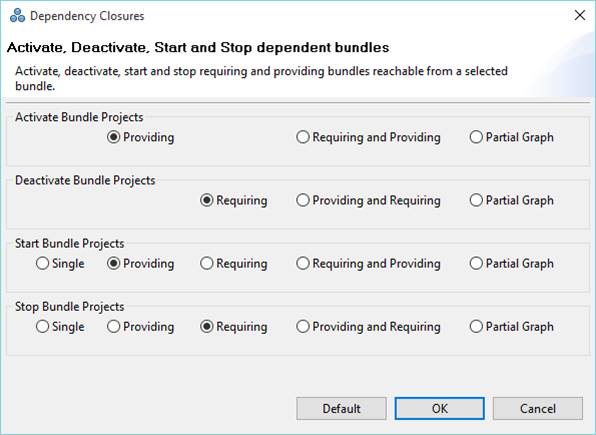 Dependency Closures
Activate, Deactivate, Start and Stop dependent bundles
Activate, deactivate, start and stop requiring and providing bundles reachable from a selected
bundle.
Activate Bundle Projects
Providing Requiring and Providing Partial Graph
Deactivate Bundle Projects
Requiring Providing and Requiring Partial Graph
Start Bundle Projects
Single Providing Requiring Requiring and Providing Partial Graph
Stop Bundle Projects
Single Providing Requiring Providing and Requiring Partial Graph
Default OK Cancel